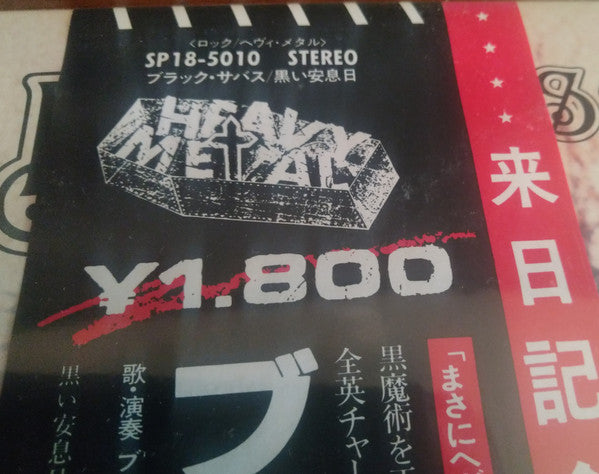 <ロック/ヘヴィ・メタル>
SP18-5010 STEREO
ブラック・サバス/黒い安息日
HEAVY
METAL
¥1.800
来日記
「まさにヘ
黒魔術を
全英チャー
ブ
歌・演奏 ブ
黒い安息